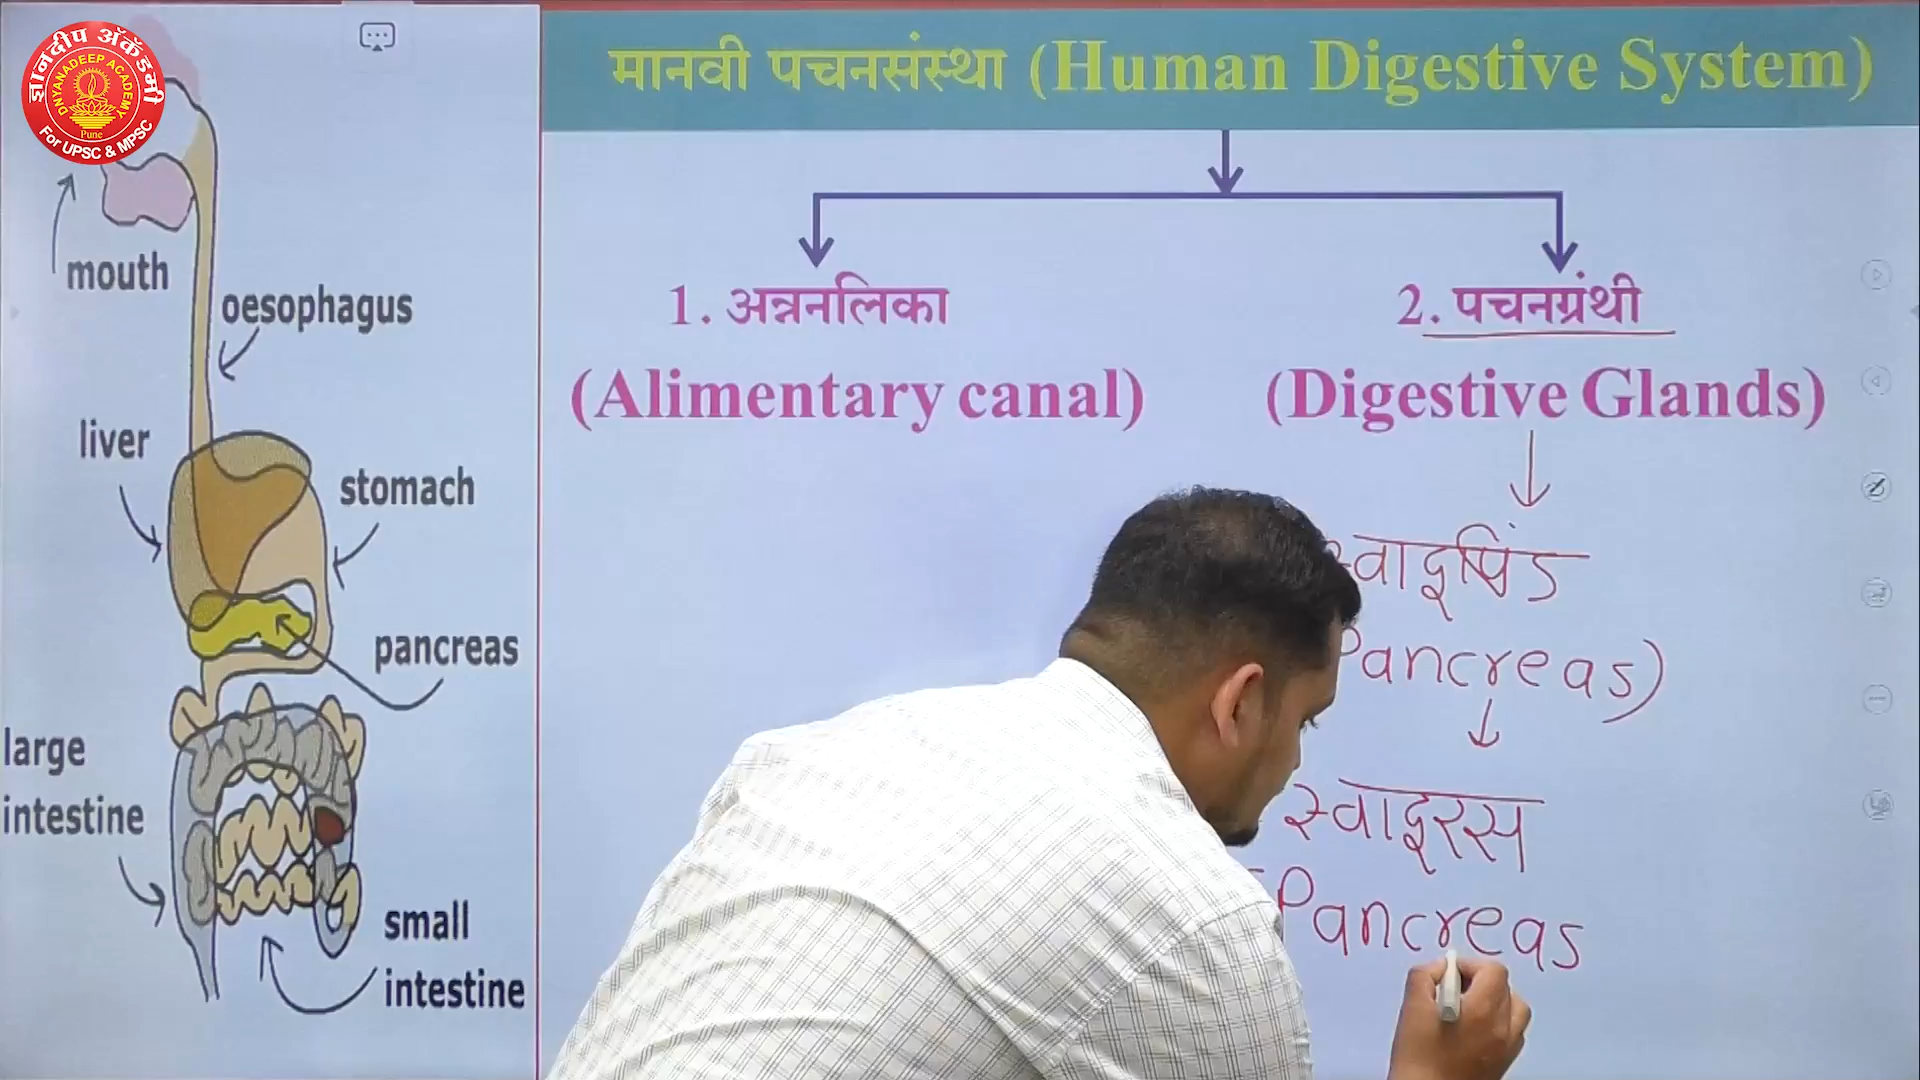 ज्ञानदीप अॅकॅडमी
DNYANADEEP ACADEMY
Pune
For UPSC & MPSC
मानवी पचनसंस्था (Human Digestive System)
mouth
oesophagus
liver
stomach
pancreas
large
intestine
small
intestine
1. अन्ननलिका
(Alimentary canal)
2. पचनग्रंथी
(Digestive Glands)
स्वादुपिंड
Pancreas)
स्वादुरस
Pancreas